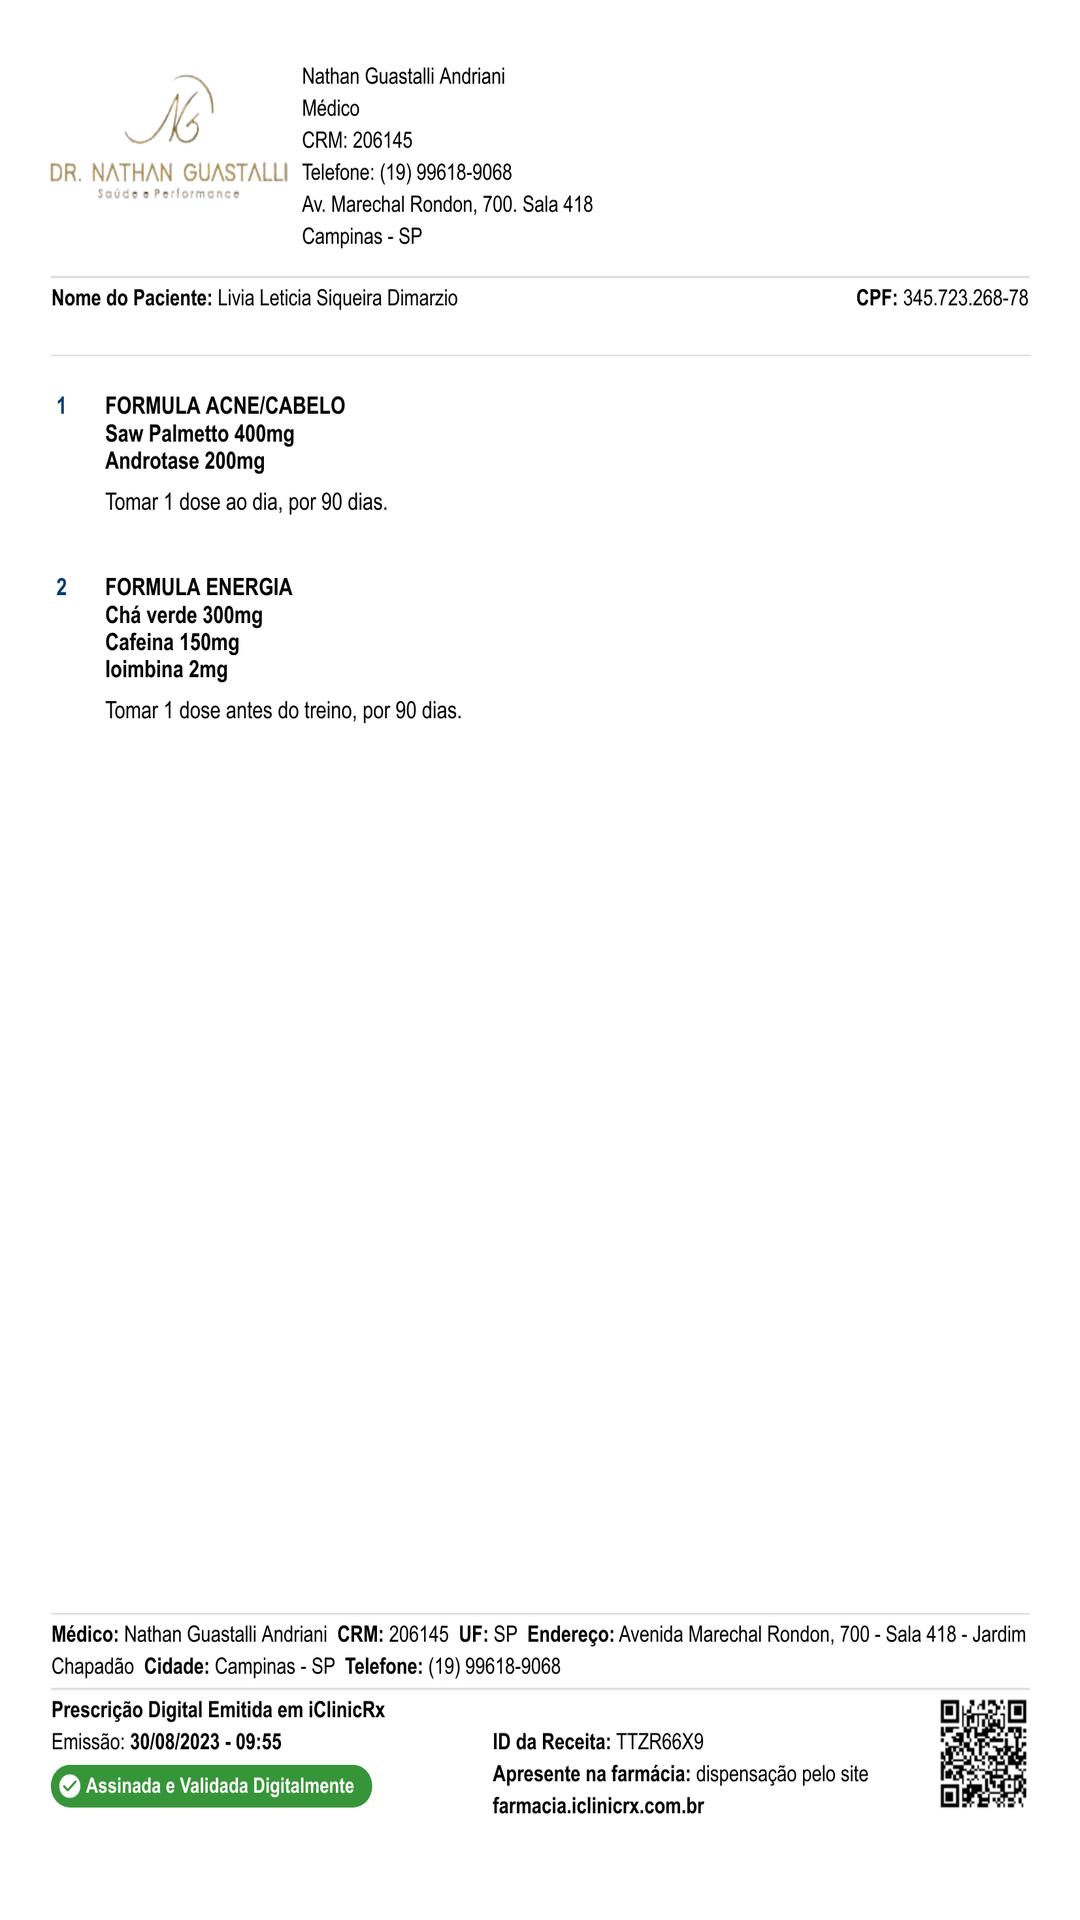 DR. NATHAN GUASTALLI
Saúde e Performance
Nathan Guastalli Andriani
Médico
CRM: 206145
Telefone: (19) 99618-9068
Av. Marechal Rondon, 700. Sala 418
Campinas - SP
Nome do Paciente: Livia Leticia Siqueira Dimarzio CPF: 345.723.268-78
1 FORMULA ACNE/CABELO
Saw Palmetto 400mg
Androtase 200mg
Tomar 1 dose ao dia, por 90 dias.
2 FORMULA ENERGIA
Chá verde 300mg
Cafeina 150mg
Ioimbina 2mg
Tomar 1 dose antes do treino, por 90 dias.
Médico: Nathan Guastalli Andriani CRM: 206145 UF: SP Endereço: Avenida Marechal Rondon, 700 - Sala 418 - Jardim
Chapadão Cidade: Campinas - SP Telefone: (19) 99618-9068
Prescrição Digital Emitida em iClinicRx
Emissão: 30/08/2023 - 09:55
Assinada e Validada Digitalmente
ID da Receita: TTZR66X9
Apresente na farmácia: dispensação pelo site
farmacia.iclinicrx.com.br